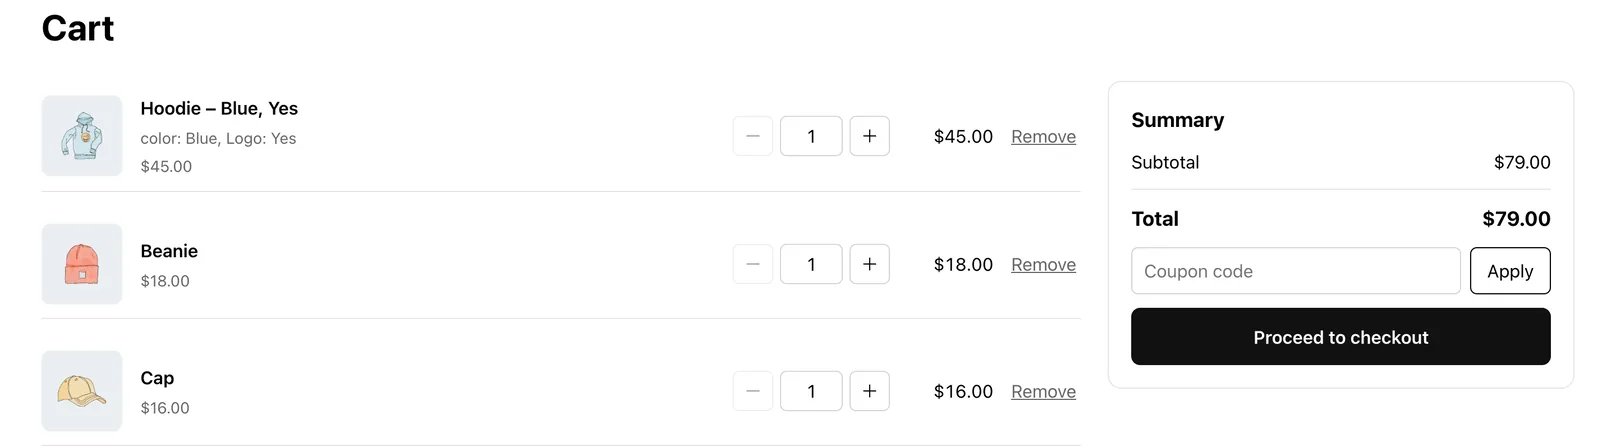 Cart
Hoodie – Blue, Yes
color: Blue, Logo: Yes
$45.00
− 1 + $45.00 Remove
Beanie
$18.00
− 1 + $18.00 Remove
Cap
$16.00
− 1 + $16.00 Remove
Summary
Subtotal $79.00
Total $79.00
Coupon code Apply
Proceed to checkout